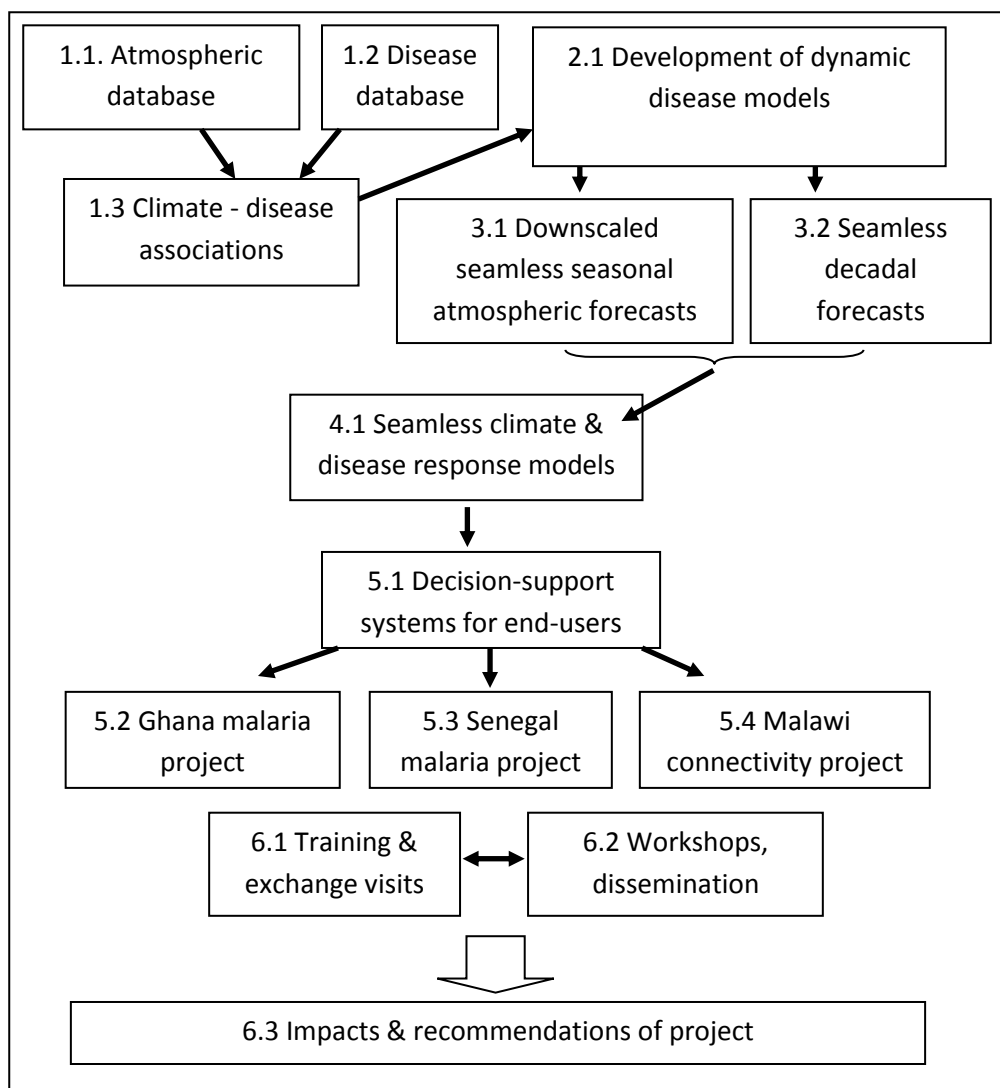 1.1. Atmospheric
database
1.2 Disease
database
2.1 Development of dynamic
disease models
1.3 Climate - disease
associations
3.1 Downscaled
seamless seasonal
atmospheric forecasts
3.2 Seamless
decadal
forecasts
4.1 Seamless climate &
disease response models
5.1 Decision-support
systems for end-users
5.2 Ghana malaria
project
5.3 Senegal
malaria project
5.4 Malawi
connectivity project
6.1 Training &
exchange visits
6.2 Workshops,
dissemination
6.3 Impacts & recommendations of project